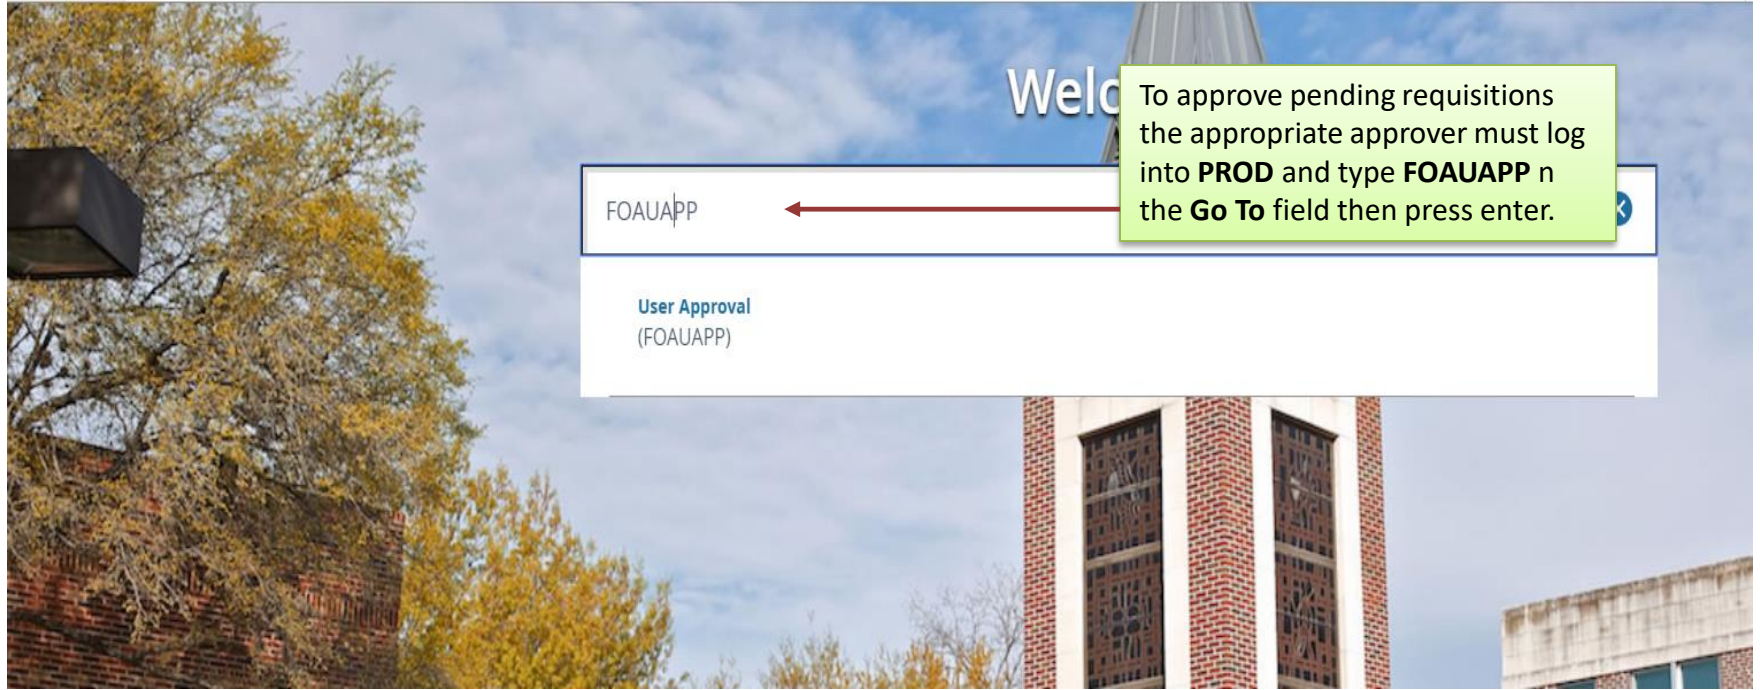 Welc
To approve pending requisitions
the appropriate approver must log
into PROD and type FOAUAPP n
the Go To field then press enter.
FOAUAPP
User Approval
(FOAUAPP)